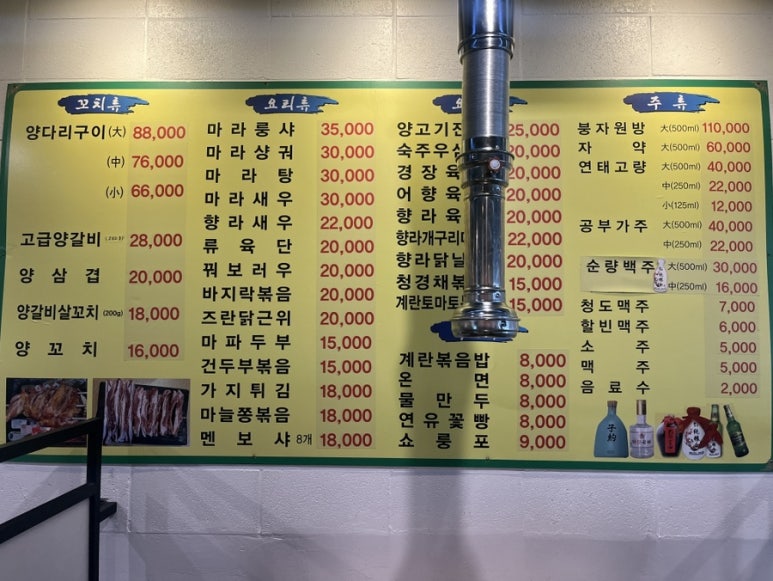 꼬치류
양다리구이 (大) 88,000
(中) 76,000
(小) 66,000
고급양갈비 28,000
양삼겹 20,000
양갈비살꼬치 (200g) 18,000
양꼬치 16,000
요리류
마라룽샤 35,000
마라샹궈 30,000
마라탕 30,000
마라새우 30,000
향라새우 22,000
류육단 20,000
꿔보러우 20,000
바지락볶음 20,000
즈란닭근위 20,000
마파두부 15,000
건두부볶음 15,000
가지튀김 18,000
마늘쫑볶음 18,000
멘보샤 8개 18,000
양고기 25,000
숙주우 20,000
경장육 20,000
어향육 20,000
향라육 20,000
향라개구리 22,000
향라닭날 20,000
청경채볶 15,000
계란토마토 15,000
계란볶음밥 8,000
온면 8,000
물만두 8,000
연유꽃빵 8,000
쇼룽포 9,000
주류
붕자원방 大(500ml) 110,000
자약 大(500ml) 60,000
연태고량 大(500ml) 40,000
中(250ml) 22,000
小(125ml) 12,000
공부가주 大(500ml) 40,000
中(250ml) 22,000
순량백주 大(500ml) 30,000
中(250ml) 16,000
청도맥주 7,000
할빈맥주 6,000
소주 5,000
맥주 5,000
음료수 2,000
子約